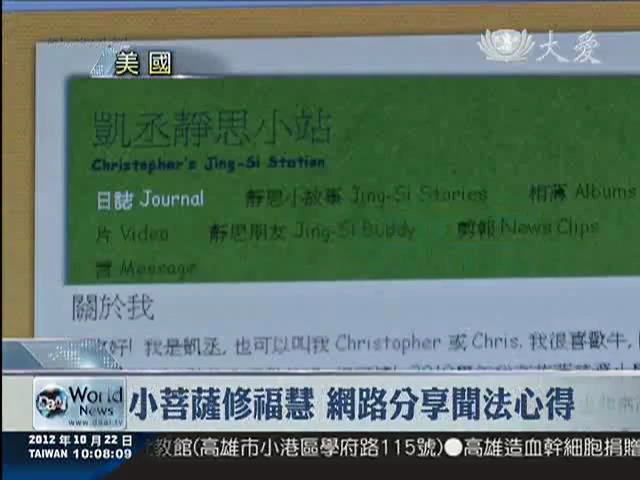 大愛
美國
凱丞靜思小站
Christopher's Jing-Si Station
日誌 Journal 靜思小故事 Jing-Si Stories 相簿 Albums
片 Video 靜思朋友 Jing-Si Buddy 剪報 News Clips
言 Message
關於我
好! 我是凱丞, 也可以叫我 Christopher 或 Chris. 我很喜歡牛,
DaAi World News
www.daai.tv
小菩薩修福慧 網路分享聞法心得
2012 年 10 月 22 日
TAIWAN 10:08:09
教館(高雄市小港區學府路115號)●高雄造血幹細胞捐贈